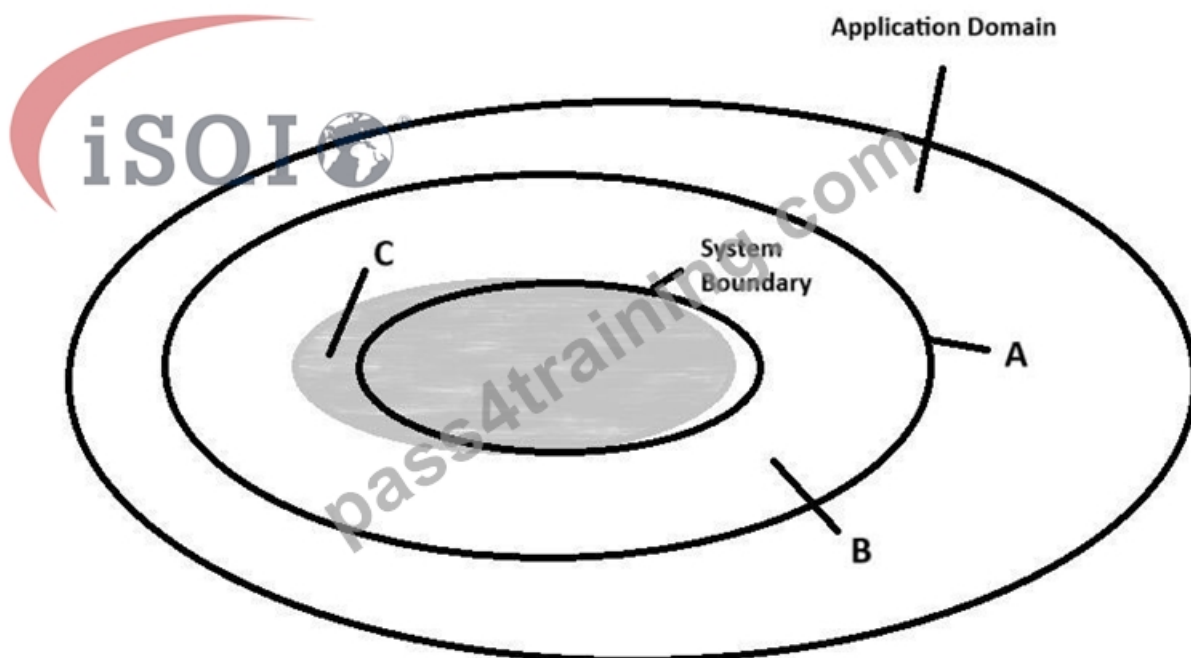 Application Domain
iSQI
C
System
Boundary
A
B
pass4training.com